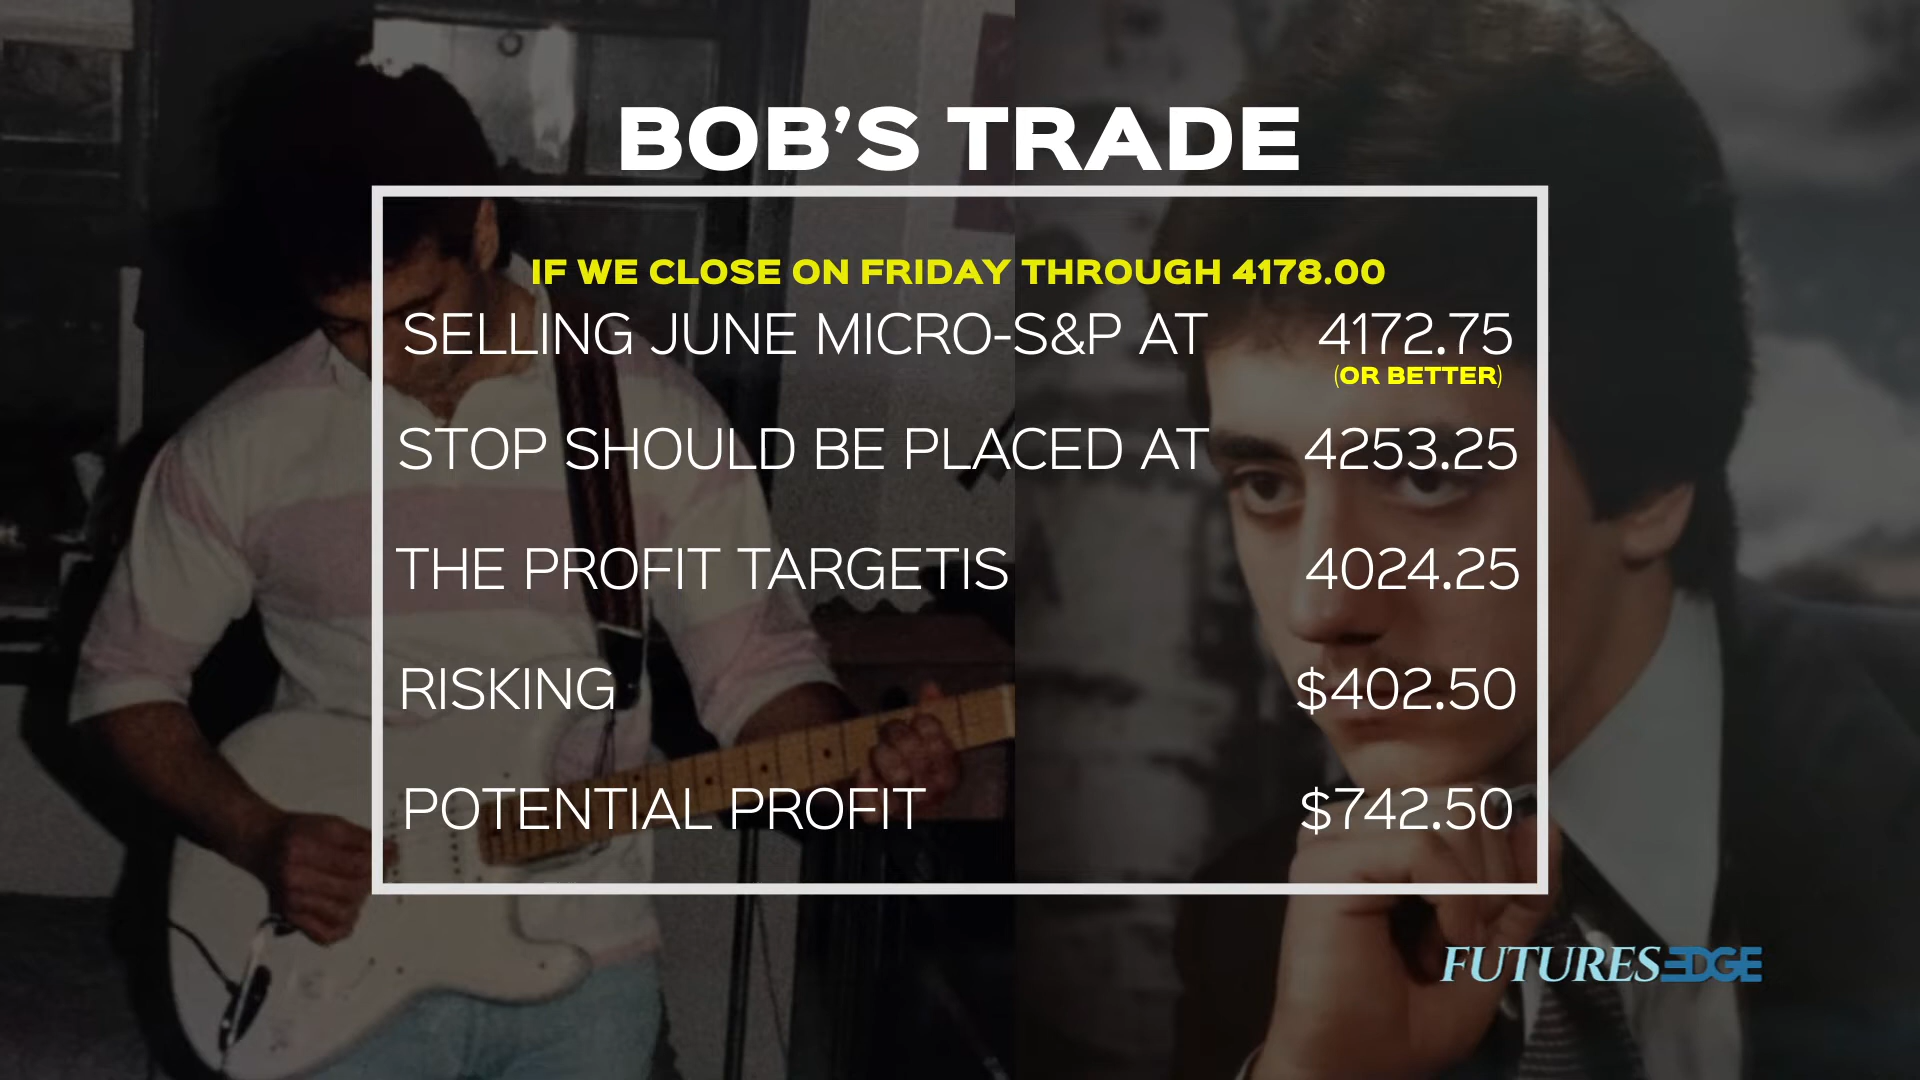 BOB'S TRADE
IF WE CLOSE ON FRIDAY THROUGH 4178.00
SELLING JUNE MICRO-S&P AT 4172.75
(OR BETTER)
STOP SHOULD BE PLACED AT 4253.25
THE PROFIT TARGETIS 4024.25
RISKING $402.50
POTENTIAL PROFIT $742.50
FUTURESEDGE